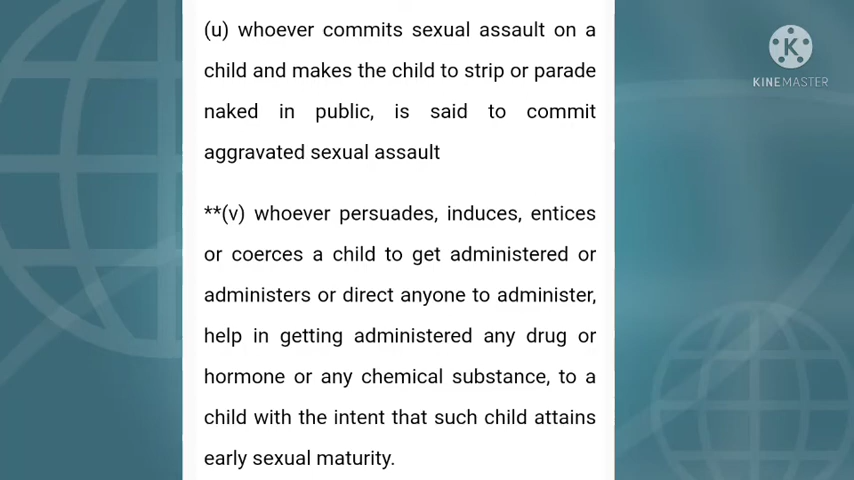 (u) whoever commits sexual assault on a
child and makes the child to strip or parade
naked in public, is said to commit
aggravated sexual assault
**(v) whoever persuades, induces, entices
or coerces a child to get administered or
administers or direct anyone to administer,
help in getting administered any drug or
hormone or any chemical substance, to a
child with the intent that such child attains
early sexual maturity.
K
KINEMASTER